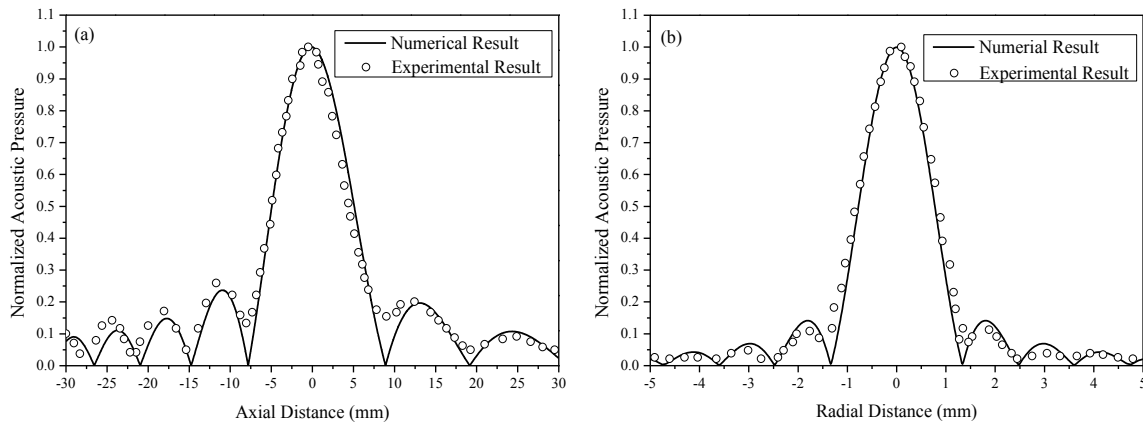 (a)
Numerical Result
Experimental Result
Normalized Acoustic Pressure
1.1
1.0
0.9
0.8
0.7
0.6
0.5
0.4
0.3
0.2
0.1
0.0
-30 -25 -20 -15 -10 -5 0 5 10 15 20 25 30
Axial Distance (mm)
(b)
Numerial Result
Experimental Result
Normalized Acoustic Pressure
1.1
1.0
0.9
0.8
0.7
0.6
0.5
0.4
0.3
0.2
0.1
0.0
-5 -4 -3 -2 -1 0 1 2 3 4 5
Radial Distance (mm)